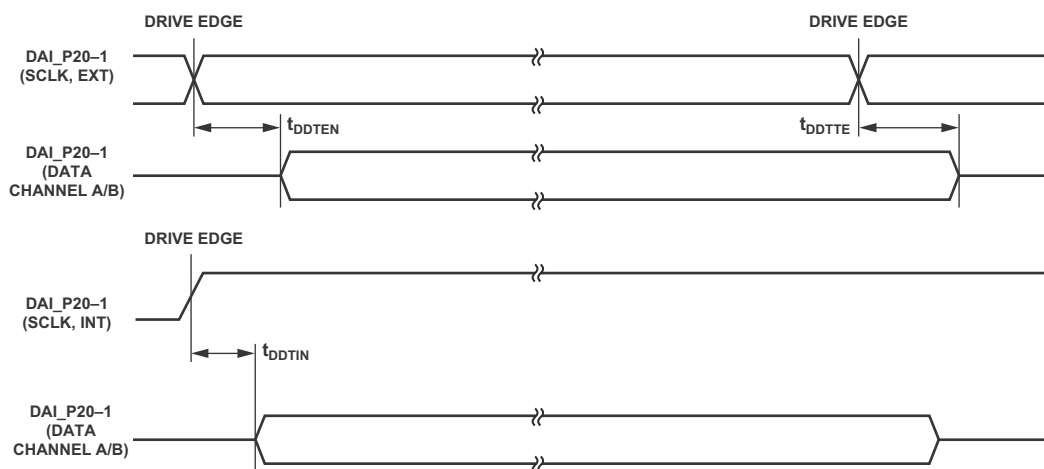 DRIVE EDGE
DRIVE EDGE
DAI_P20–1
(SCLK, EXT)
tDDTEN
tDDTTE
DAI_P20–1
(DATA
CHANNEL A/B)
DRIVE EDGE
DAI_P20–1
(SCLK, INT)
tDDTIN
DAI_P20–1
(DATA
CHANNEL A/B)